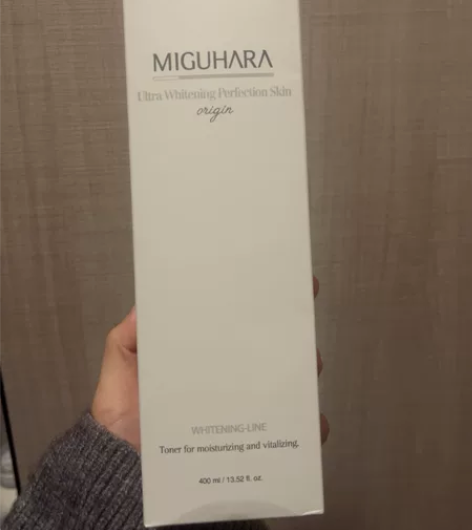 MIGUHARA
Ultra Whitening Perfection Skin
origin
WHITENING-LINE
Toner for moisturizing and vitalizing.
400 ml / 13.52 fl. oz.